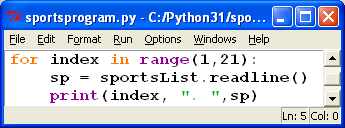 sportsprogram.py - C:/Python31/spo...
File Edit Format Run Options Windows Help
for index in range(1,21):
    sp = sportsList.readline()
    print(index, ". ",sp)
Ln: 5 Col: 0